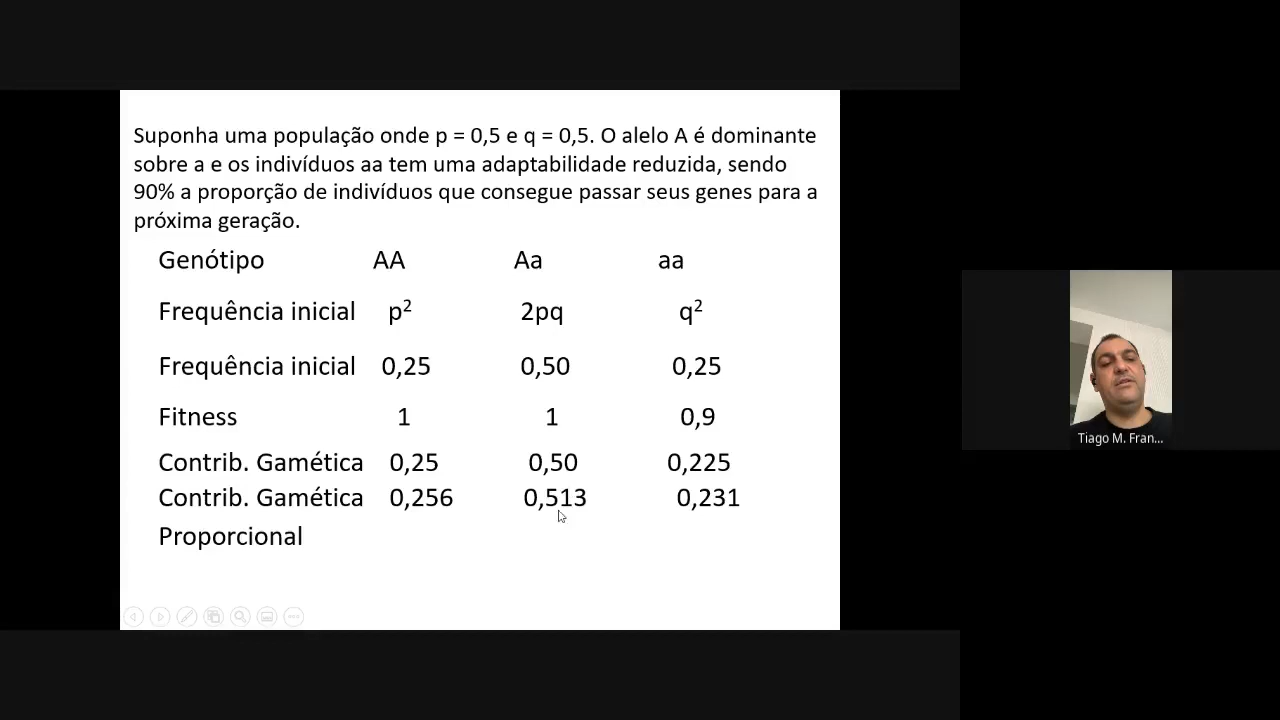 Suponha uma população onde p = 0,5 e q = 0,5. O alelo A é dominante
sobre a e os indivíduos aa tem uma adaptabilidade reduzida, sendo
90% a proporção de indivíduos que consegue passar seus genes para a
próxima geração.
Genótipo AA Aa aa
Frequência inicial p² 2pq q²
Frequência inicial 0,25 0,50 0,25
Fitness 1 1 0,9
Contrib. Gamética 0,25 0,50 0,225
Contrib. Gamética 0,256 0,513 0,231
Proporcional
Tiago M. Fran...